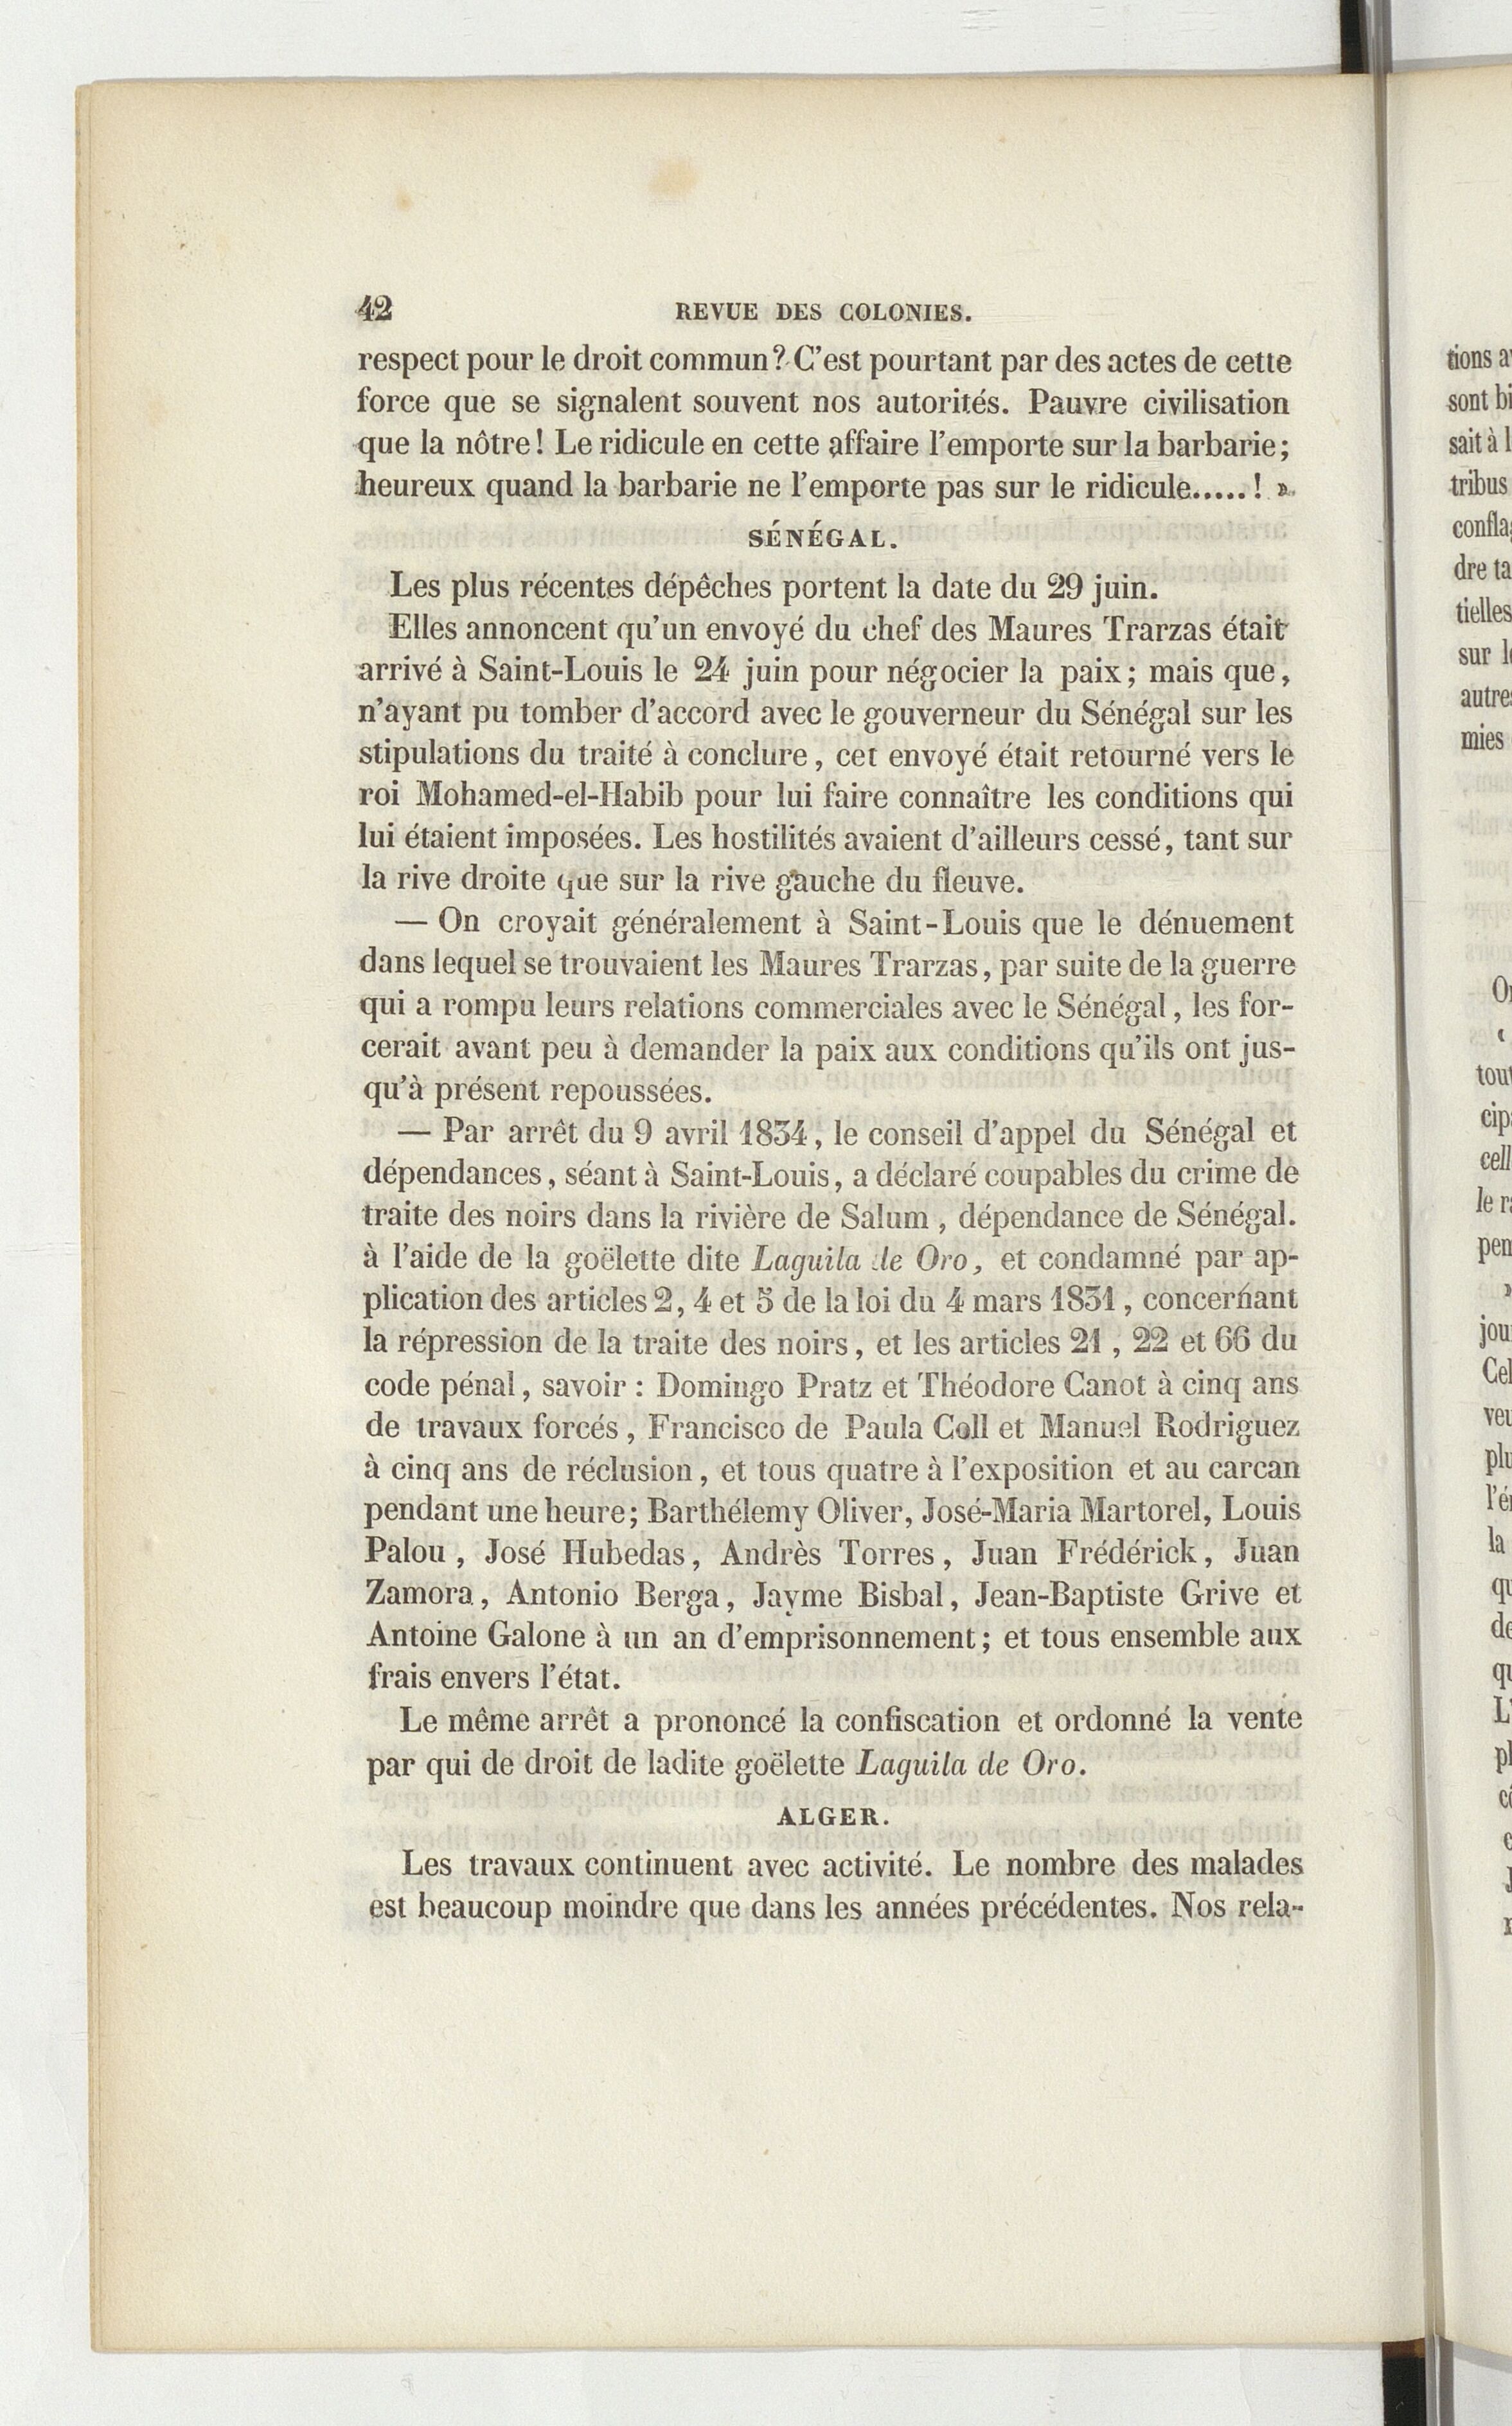 42 REVUE DES COLONIES.
respect pour le droit commun? C'est pourtant par des actes de cette
force que se signalent souvent nos autorités. Pauvre civilisation
que la nôtre! Le ridicule en cette affaire l'emporte sur la barbarie;
heureux quand la barbarie ne l'emporte pas sur le ridicule.....! »
SÉNÉGAL.
Les plus récentes dépêches portent la date du 29 juin.
Elles annoncent qu'un envoyé du chef des Maures Trarzas était
arrivé à Saint-Louis le 24 juin pour négocier la paix; mais que,
n'ayant pu tomber d'accord avec le gouverneur du Sénégal sur les
stipulations du traité à conclure, cet envoyé était retourné vers le
roi Mohamed-el-Habib pour lui faire connaître les conditions qui
lui étaient imposées. Les hostilités avaient d'ailleurs cessé, tant sur
la rive droite que sur la rive gauche du fleuve.
— On croyait généralement à Saint-Louis que le dénuement
dans lequel se trouvaient les Maures Trarzas, par suite de la guerre
qui a rompu leurs relations commerciales avec le Sénégal, les for-
cerait avant peu à demander la paix aux conditions qu'ils ont jus-
qu'à présent repoussées.
— Par arrêt du 9 avril 1834, le conseil d'appel du Sénégal et
dépendances, séant à Saint-Louis, a déclaré coupables du crime de
traite des noirs dans la rivière de Salum, dépendance de Sénégal.
à l'aide de la goëlette dite Laguila de Oro, et condamné par ap-
plication des articles 2, 4 et 5 de la loi du 4 mars 1831, concernant
la répression de la traite des noirs, et les articles 21, 22 et 66 du
code pénal, savoir : Domingo Pratz et Théodore Canot à cinq ans
de travaux forcés, Francisco de Paula Coll et Manuel Rodriguez
à cinq ans de réclusion, et tous quatre à l'exposition et au carcan
pendant une heure; Barthélemy Oliver, José-Maria Martorel, Louis
Palou, José Hubedas, Andrès Torres, Juan Frédérick, Juan
Zamora, Antonio Berga, Jayme Bisbal, Jean-Baptiste Grive et
Antoine Galone à un an d'emprisonnement; et tous ensemble aux
frais envers l'état.
Le même arrêt a prononcé la confiscation et ordonné la vente
par qui de droit de ladite goëlette Laguila de Oro.
ALGER.
Les travaux continuent avec activité. Le nombre des malades
est beaucoup moindre que dans les années précédentes. Nos rela-